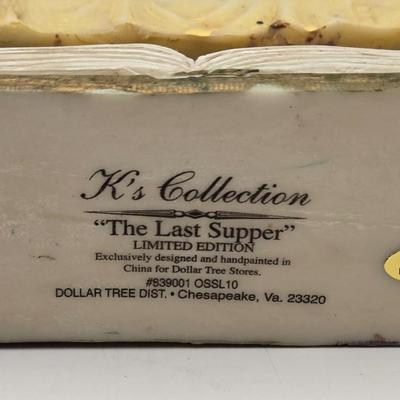 K's Collection
"The Last Supper"
LIMITED EDITION
Exclusively designed and handpainted in
China for Dollar Tree Stores.
#839001 OSSL10
DOLLAR TREE DIST. • Chesapeake, Va. 23320